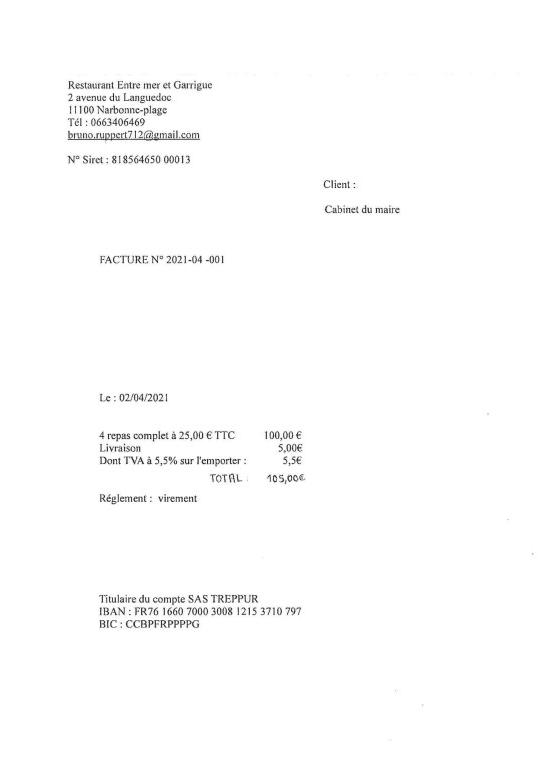 Restaurant Entre mer et Garrigue
2 avenue du Languedoc
11100 Narbonne-plage
Tél : 0663406469
bruno.ruppert712@gmail.com
N° Siret : 818564650 00013
Client :
Cabinet du maire
FACTURE N° 2021-04 -001
Le : 02/04/2021
4 repas complet à 25,00 € TTC 100,00 €
Livraison 5,00€
Dont TVA à 5,5% sur l'emporter : 5,5€
TOTAL : 105,00€
Réglement : virement
Titulaire du compte SAS TREPPUR
IBAN : FR76 1660 7000 3008 1215 3710 797
BIC : CCBPFRPPPPG